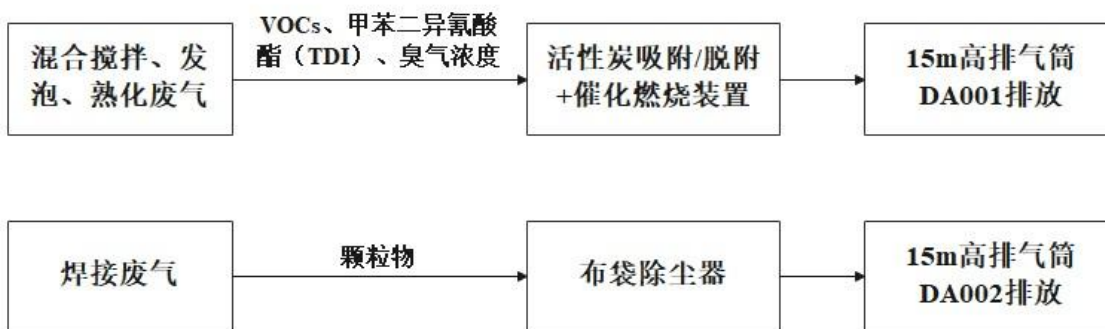 混合搅拌、发
泡、熟化废气
VOCs、甲苯二异氰酸
酯（TDI）、臭气浓度
活性炭吸附/脱附
+催化燃烧装置
15m高排气筒
DA001排放
焊接废气
颗粒物
布袋除尘器
15m高排气筒
DA002排放